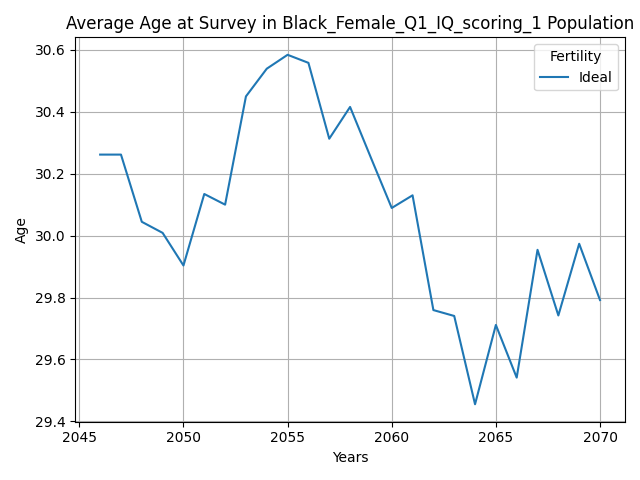 Average Age at Survey in Black_Female_Q1_IQ_scoring_1 Population
Fertility
Ideal
30.6
30.4
30.2
30.0
29.8
29.6
29.4
Age
2045
2050
2055
2060
2065
2070
Years